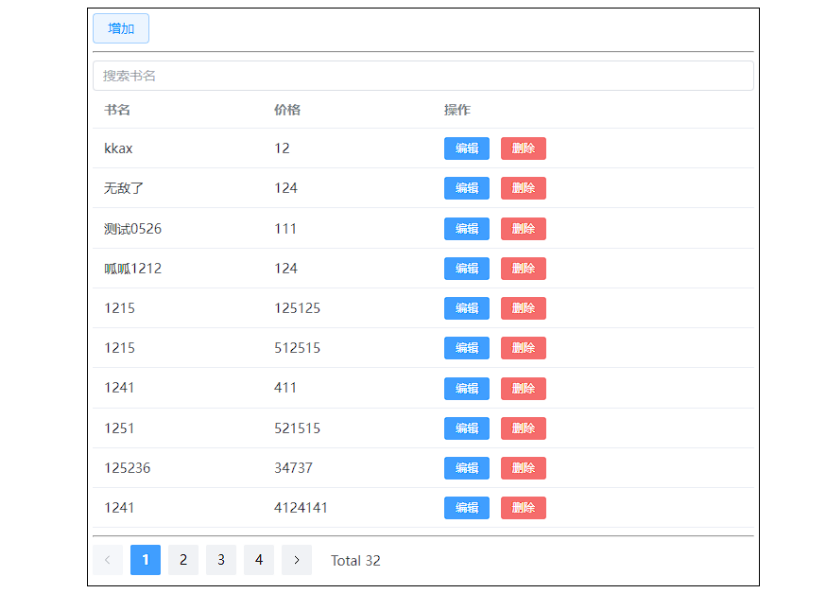 增加
搜索书名
书名 价格 操作
kkax 12 编辑 删除
无敌了 124 编辑 删除
测试0526 111 编辑 删除
呱呱1212 124 编辑 删除
1215 125125 编辑 删除
1215 512515 编辑 删除
1241 411 编辑 删除
1251 521515 编辑 删除
125236 34737 编辑 删除
1241 4124141 编辑 删除
< 1 2 3 4 > Total 32